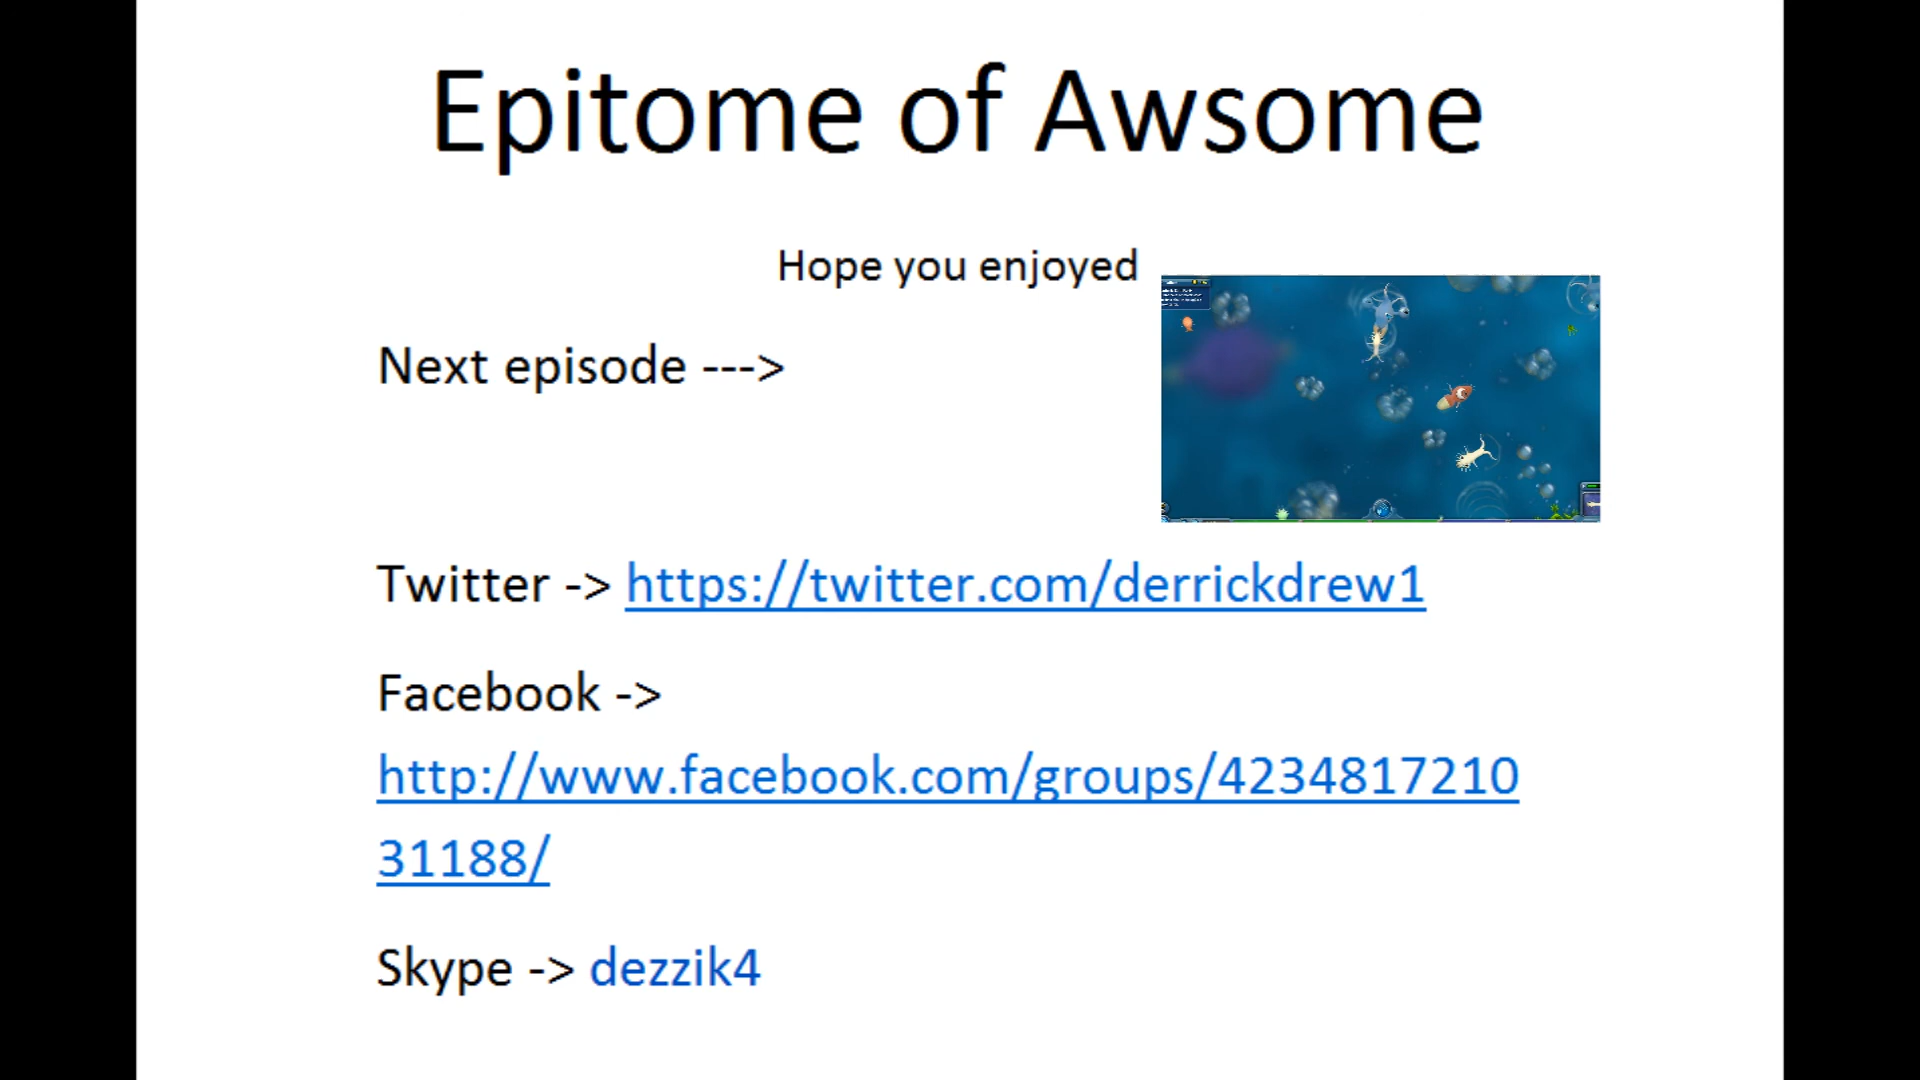 Epitome of Awsome
Hope you enjoyed
Next episode --->
Twitter -> https://twitter.com/derrickdrew1
Facebook ->
http://www.facebook.com/groups/4234817210
31188/
Skype -> dezzik4